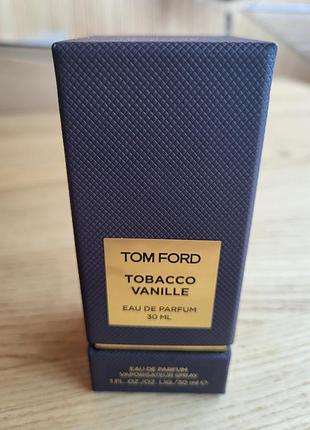 TOM FORD
TOBACCO
VANILLE
EAU DE PARFUM
30 ML
EAU DE PARFUM
VAPORISATEUR SPRAY
1 FL. OZ./OZ. LIQ./30 ml ℮